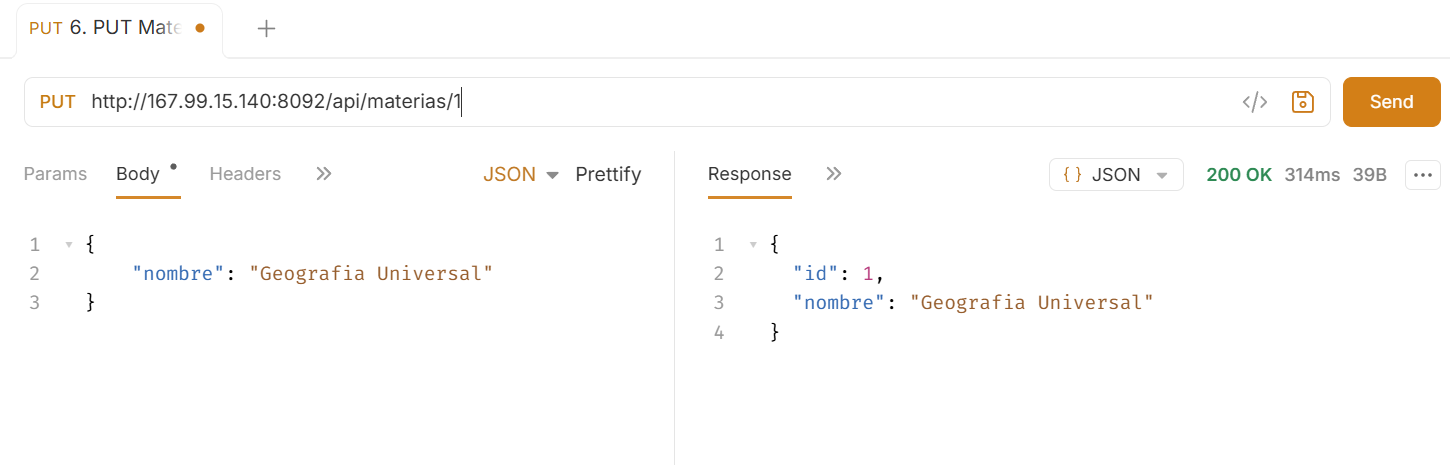 PUT 6. PUT Mate
PUT http://167.99.15.140:8092/api/materias/1 </> Send
Params Body Headers JSON Prettify
1 {
2 "nombre": "Geografia Universal"
3 }
Response { } JSON 200 OK 314ms 39B
1 {
2 "id": 1,
3 "nombre": "Geografia Universal"
4 }